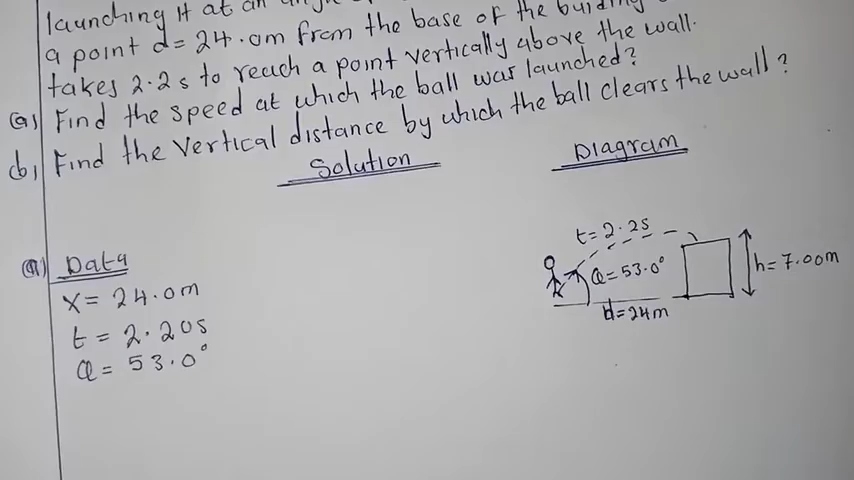 launching it at an
a point d= 24.0m from the base of the building
takes 2.2s to reach a point vertically above the wall.
(a) Find the speed at which the ball was launched?
(b) Find the vertical distance by which the ball clears the wall?
Solution
Diagram
(a) Data
x= 24.0m
t = 2.20s
Q = 53.0°
t= 2.2s
Q=53.0°
h=7.00m
d=24m